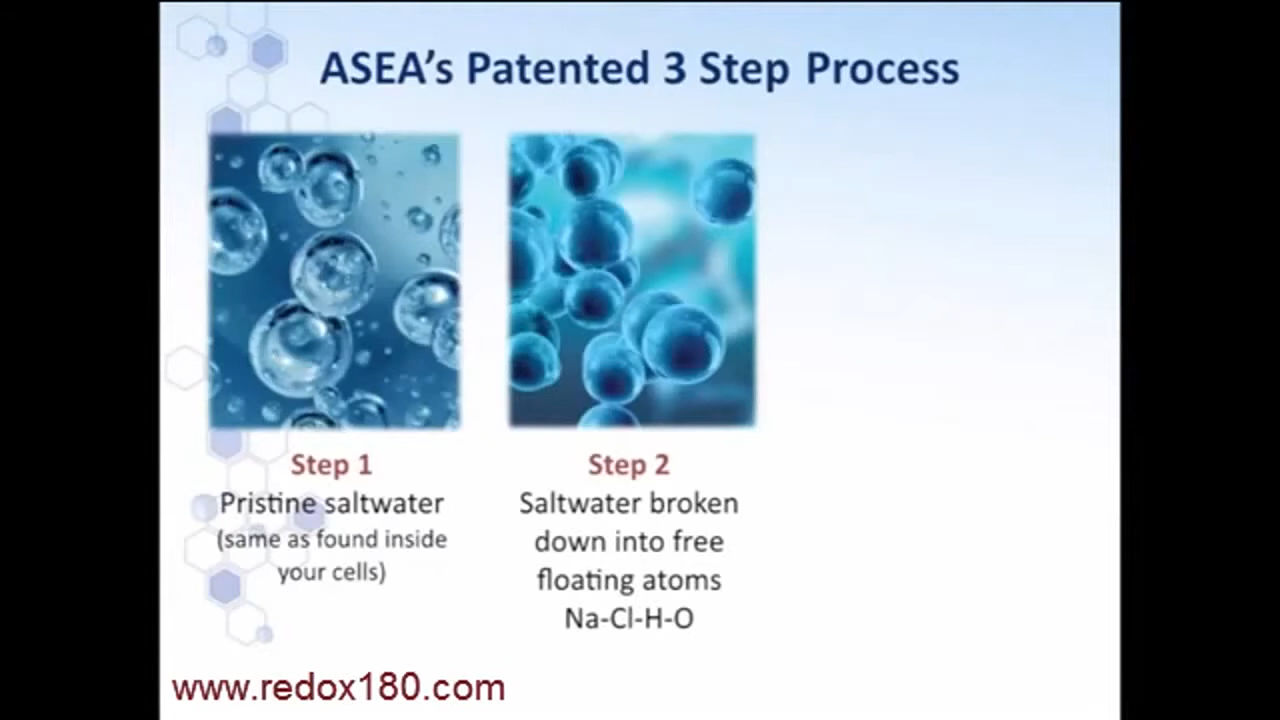 ASEA's Patented 3 Step Process
Step 1
Pristine saltwater
(same as found inside
your cells)
Step 2
Saltwater broken
down into free
floating atoms
Na-Cl-H-O
www.redox180.com